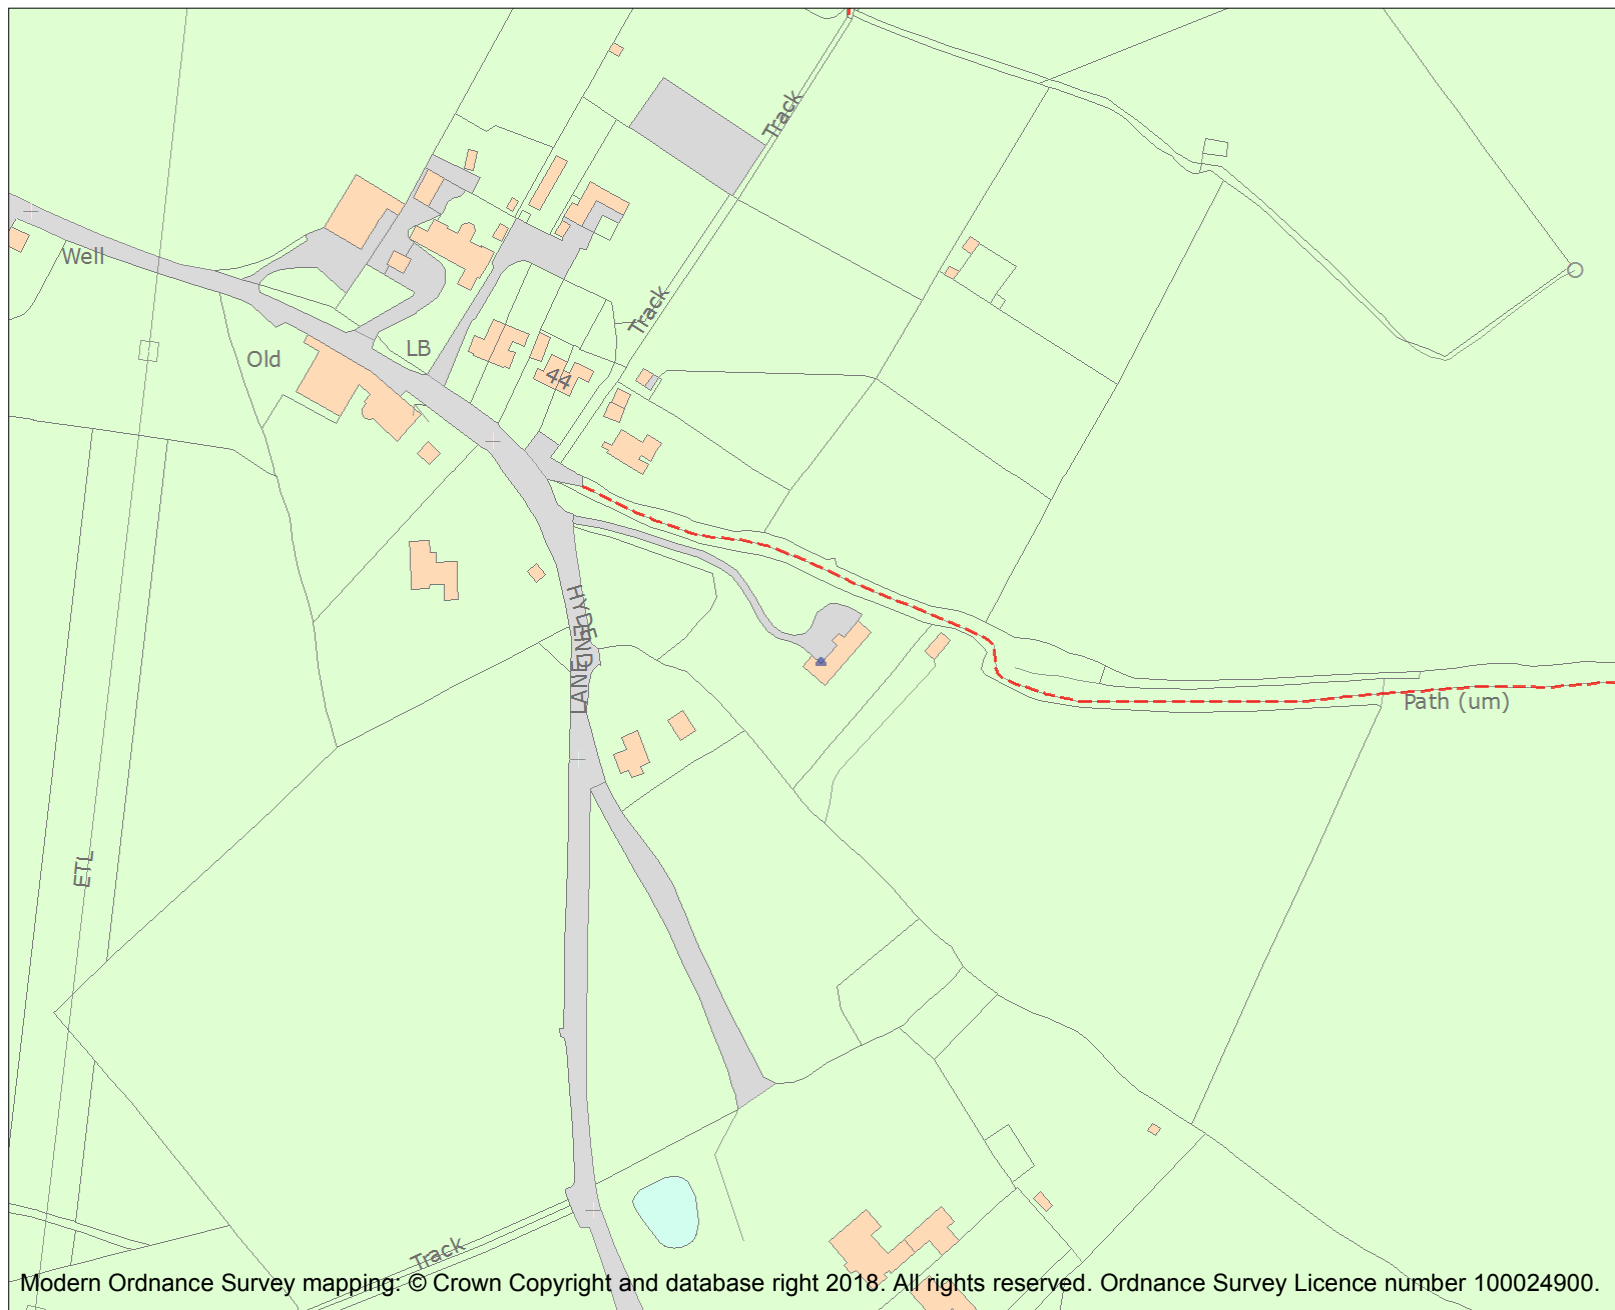 Track
Well
Track
LB
Old
44
HYDE END
LANE
Path (um)
ETL
Track
Modern Ordnance Survey mapping: © Crown Copyright and database right 2018. All rights reserved. Ordnance Survey Licence number 100024900.